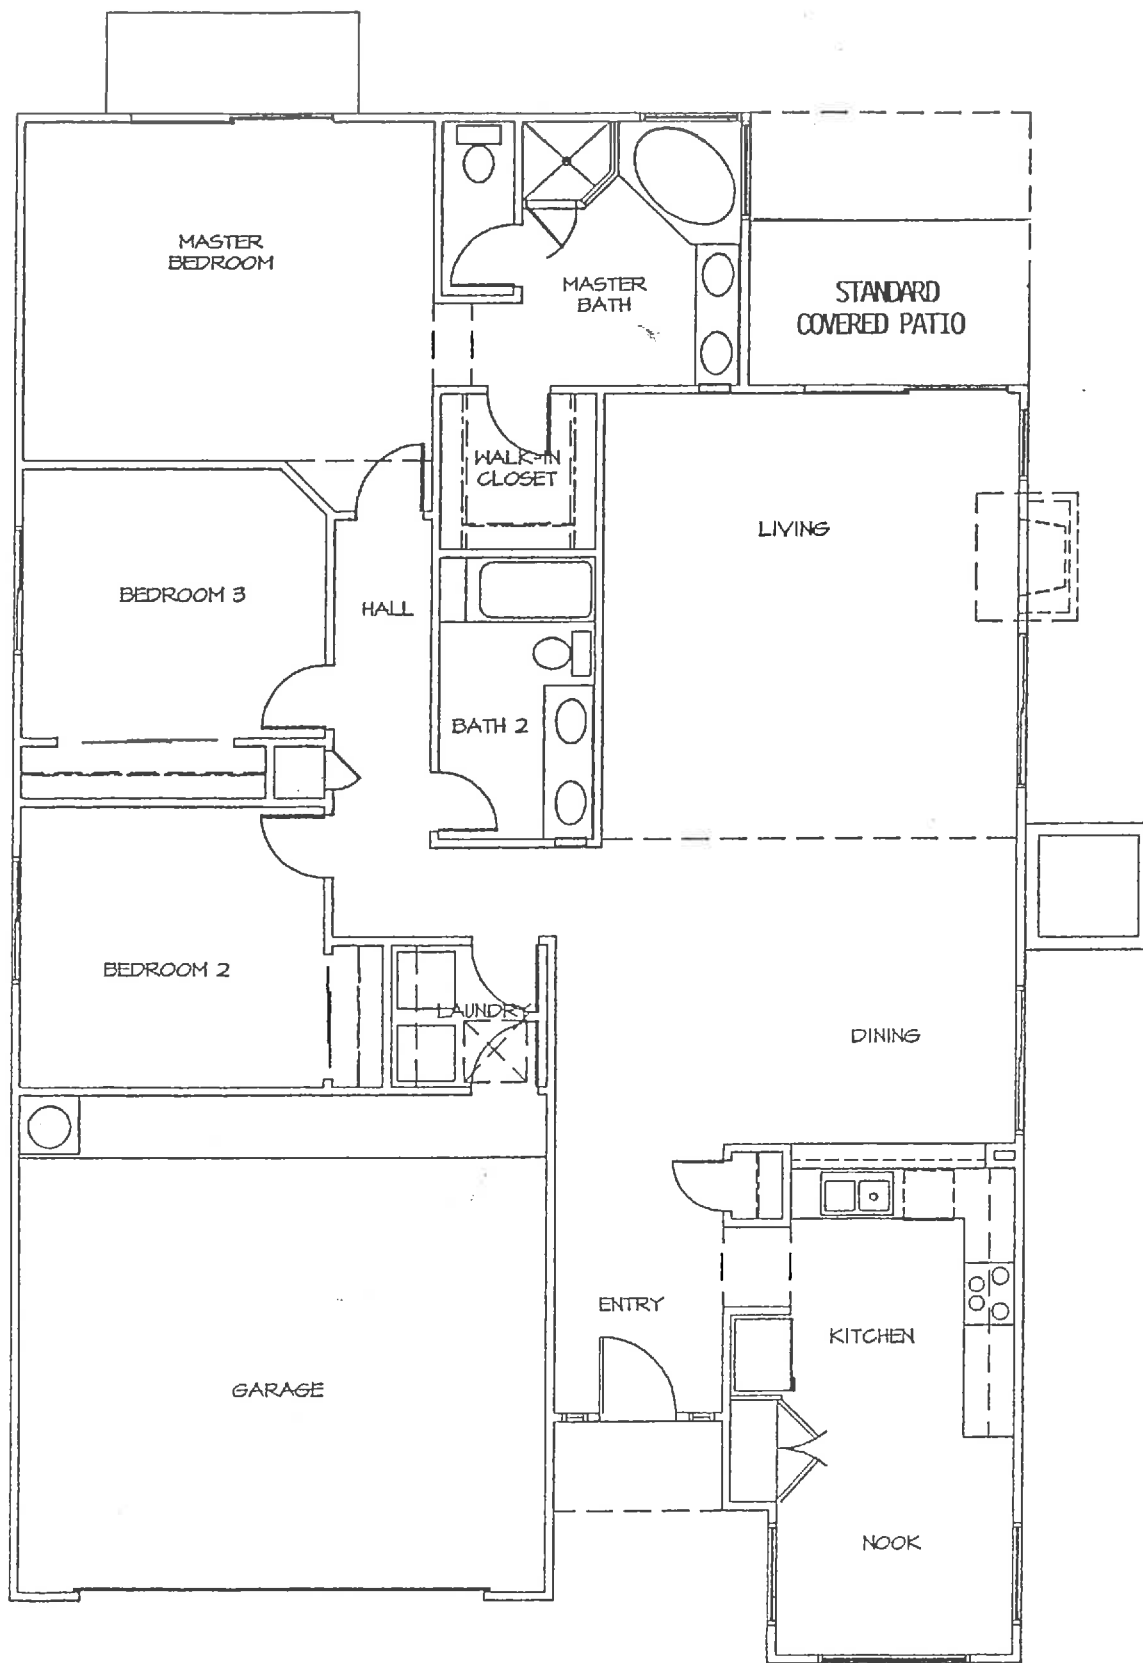 MASTER
BEDROOM
MASTER
BATH
STANDARD
COVERED PATIO
WALK-IN
CLOSET
LIVING
BEDROOM 3
HALL
BATH 2
BEDROOM 2
LAUNDRY
DINING
ENTRY
KITCHEN
GARAGE
NOOK